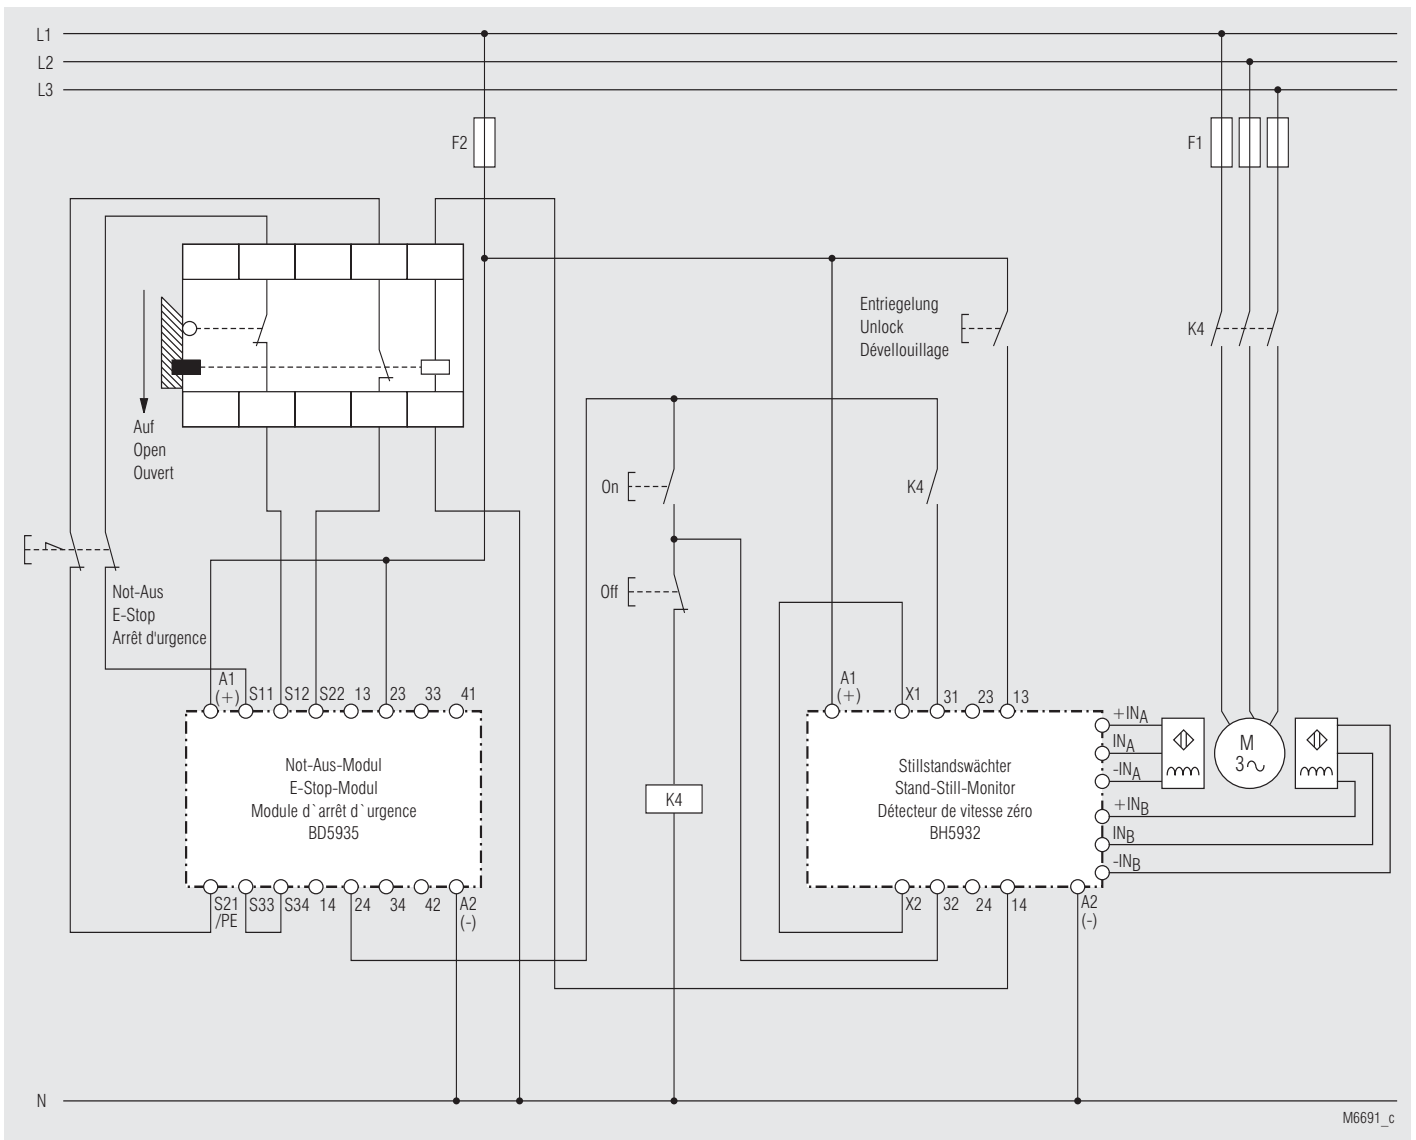 L1
L2
L3
F2
F1
Entriegelung
Unlock
Dévellouillage
K4
Auf
Open
Ouvert
On
K4
Off
Not-Aus
E-Stop
Arrêt d'urgence
A1
(+) S11 S12 S22 13 23 33 41
A1
(+) X1 31 23 13
+INA
INA
-INA
+INB
INB
-INB
M
3~
Not-Aus-Modul
E-Stop-Modul
Module d`arrêt d`urgence
BD5935
K4
Stillstandswächter
Stand-Still-Monitor
Détecteur de vitesse zéro
BH5932
S21
/PE S33 S34 14 24 34 42 A2
(-)
X2 32 24 14 A2
(-)
N
M6691_c